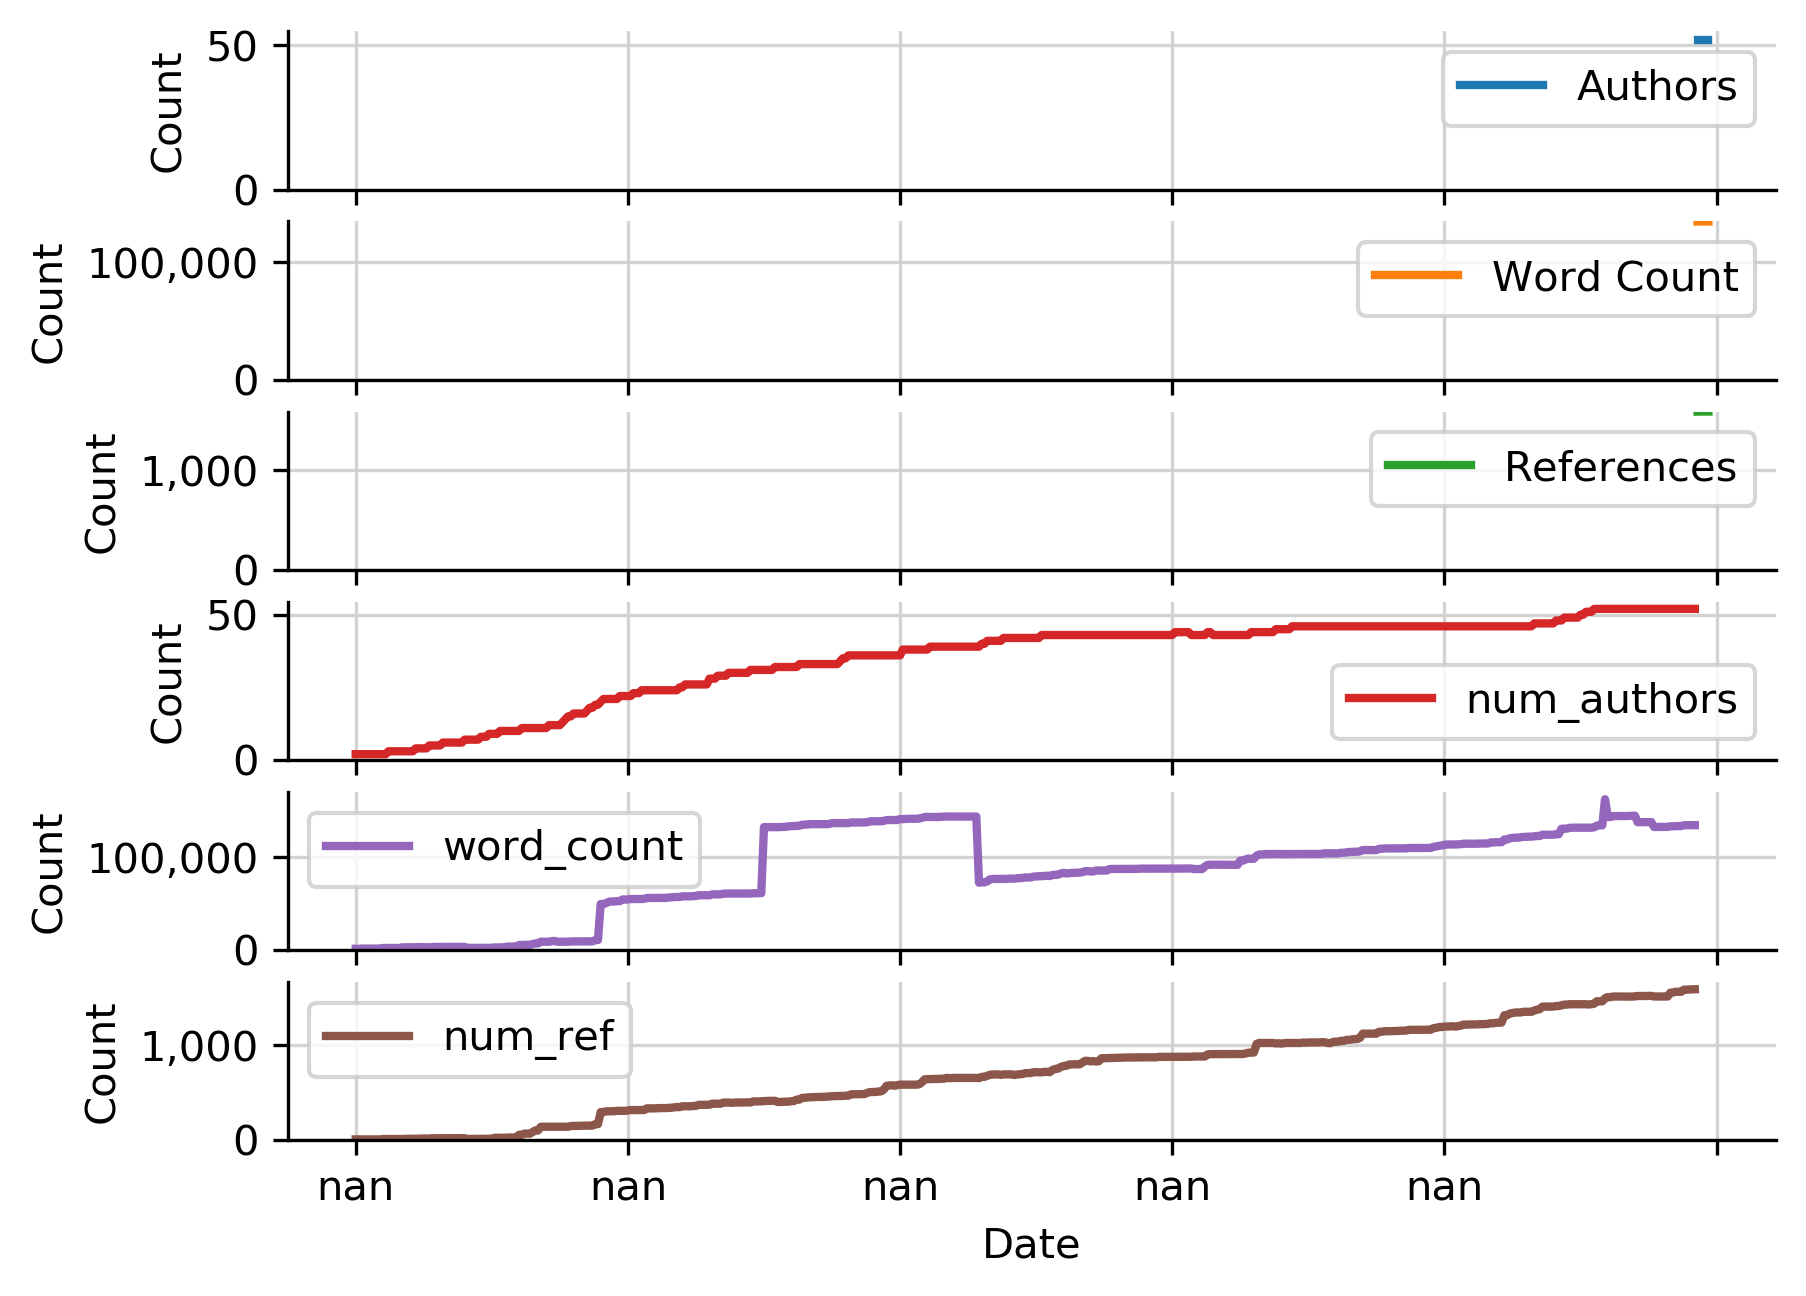 50
Count
Authors
0
100,000
Count
Word Count
0
1,000
Count
References
0
50
Count
num_authors
0
100,000
Count
word_count
0
1,000
Count
num_ref
0
nan nan nan nan nan
Date